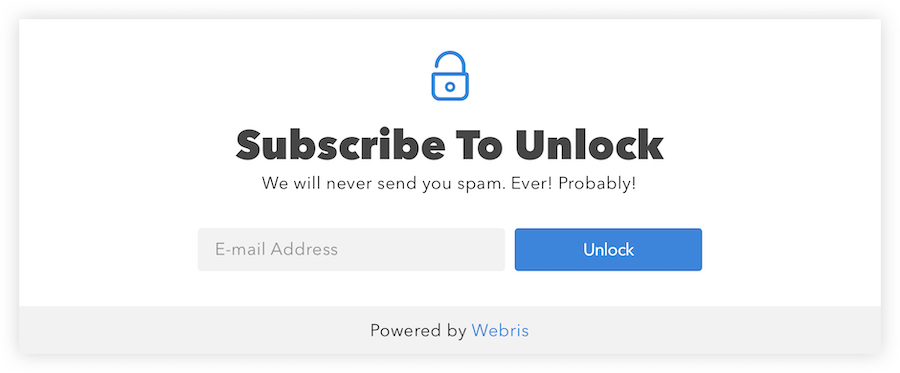 Subscribe To Unlock
We will never send you spam. Ever! Probably!
E-mail Address
Unlock
Powered by Webris